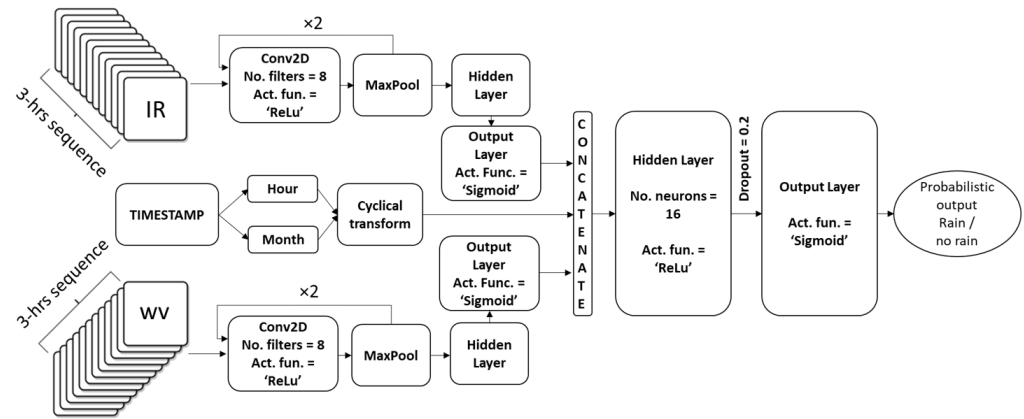 ×2
3-hrs sequence
IR
Conv2D
No. filters = 8
Act. fun. =
‘ReLu’
MaxPool
Hidden
Layer
Output
Layer
Act. Func. =
‘Sigmoid’
TIMESTAMP
Hour
Month
Cyclical
transform
3-hrs sequence
WV
×2
Conv2D
No. filters = 8
Act. fun. =
‘ReLu’
MaxPool
Hidden
Layer
Output
Layer
Act. Func. =
‘Sigmoid’
CONCATENATE
Hidden Layer
No. neurons =
16
Act. fun. =
‘ReLu’
Dropout = 0.2
Output Layer
Act. fun. =
‘Sigmoid’
Probabilistic
output
Rain /
no rain